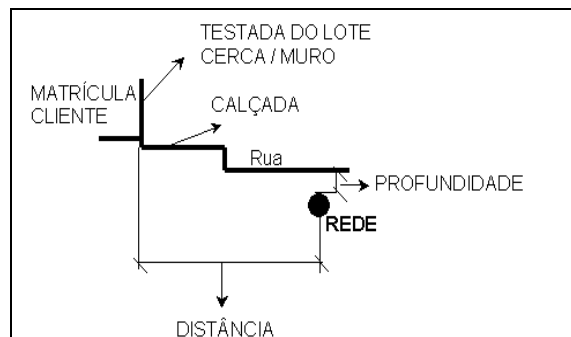 TESTADA DO LOTE
CERCA / MURO
MATRÍCULA
CLIENTE
CALÇADA
Rua
PROFUNDIDADE
REDE
DISTÂNCIA